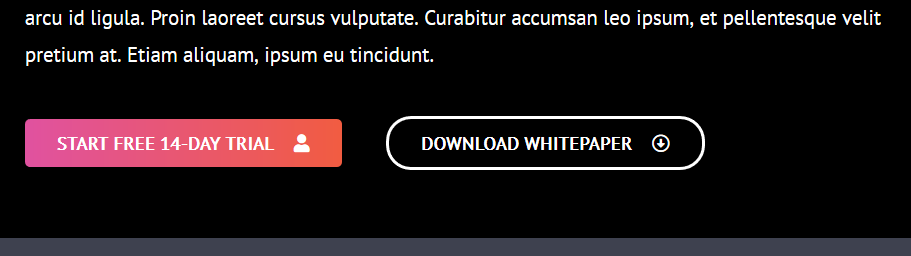 arcu id ligula. Proin laoreet cursus vulputate. Curabitur accumsan leo ipsum, et pellentesque velit
pretium at. Etiam aliquam, ipsum eu tincidunt.
START FREE 14-DAY TRIAL
DOWNLOAD WHITEPAPER